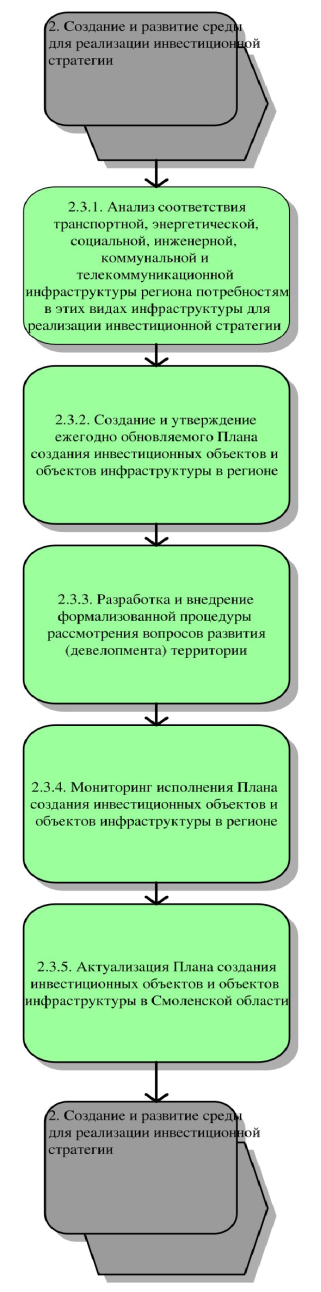 2. Создание и развитие среды
для реализации инвестиционной
стратегии
2.3.1. Анализ соответствия
транспортной, энергетической,
социальной, инженерной,
коммунальной и
телекоммуникационной
инфраструктуры региона потребностям
в этих видах инфраструктуры для
реализации инвестиционной стратегии
2.3.2. Создание и утверждение
ежегодно обновляемого Плана
создания инвестиционных объектов и
объектов инфраструктуры в регионе
2.3.3. Разработка и внедрение
формализованной процедуры
рассмотрения вопросов развития
(девелопмента) территории
2.3.4. Мониторинг исполнения Плана
создания инвестиционных объектов и
объектов инфраструктуры в регионе
2.3.5. Актуализация Плана создания
инвестиционных объектов и объектов
инфраструктуры в Смоленской области
2. Создание и развитие среды
для реализации инвестиционной
стратегии